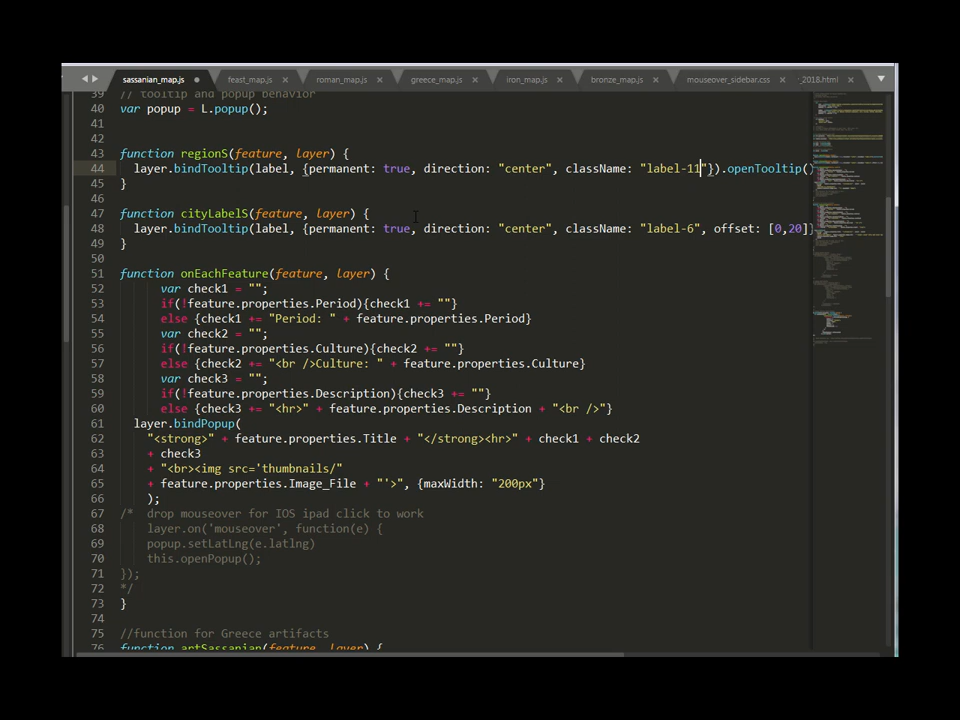 sassanian_map.js
feast_map.js
roman_map.js
greece_map.js
iron_map.js
bronze_map.js
mouseover_sidebar.css
_2018.html
39 // tooltip and popup behavior
40 var popup = L.popup();
41
42
43 function regionS(feature, layer) {
44 layer.bindTooltip(label, {permanent: true, direction: "center", className: "label-11"}).openTooltip()
45 }
46
47 function cityLabelS(feature, layer) {
48 layer.bindTooltip(label, {permanent: true, direction: "center", className: "label-6", offset: [0,20]}
49 }
50
51 function onEachFeature(feature, layer) {
52 var check1 = "";
53 if(!feature.properties.Period){check1 += ""}
54 else {check1 += "Period: " + feature.properties.Period}
55 var check2 = "";
56 if(!feature.properties.Culture){check2 += ""}
57 else {check2 += "<br />Culture: " + feature.properties.Culture}
58 var check3 = "";
59 if(!feature.properties.Description){check3 += ""}
60 else {check3 += "<hr>" + feature.properties.Description + "<br />"}
61 layer.bindPopup(
62 "<strong>" + feature.properties.Title + "</strong><hr>" + check1 + check2
63 + check3
64 + "<br><img src='thumbnails/"
65 + feature.properties.Image_File + "'>", {maxWidth: "200px"}
66 );
67 /* drop mouseover for IOS ipad click to work
68 layer.on('mouseover', function(e) {
69 popup.setLatLng(e.latlng)
70 this.openPopup();
71 });
72 */
73 }
74
75 //function for Greece artifacts
76 function artSassanian(feature, layer) {